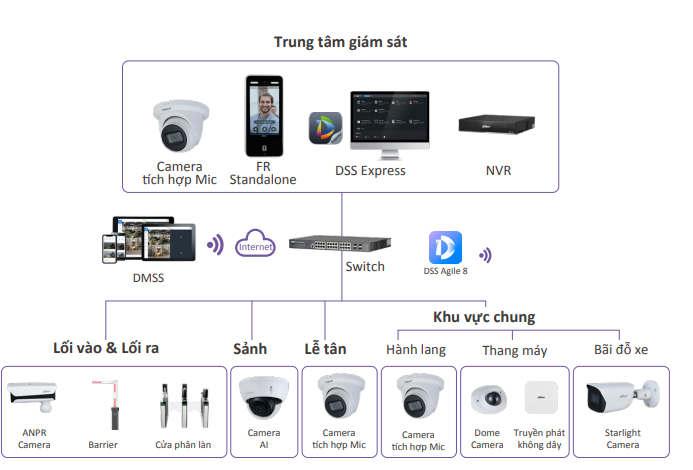 Trung tâm giám sát
Camera
tích hợp Mic
FR
Standalone
DSS Express
NVR
DMSS
Internet
Switch
DSS Agile 8
Khu vực chung
Lối vào & Lối ra
Sảnh
Lễ tân
Hành lang
Thang máy
Bãi đỗ xe
ANPR
Camera
Barrier
Cửa phân làn
Camera
AI
Camera
tích hợp Mic
Camera
tích hợp Mic
Dome
Camera
Truyền phát
không dây
Starlight
Camera